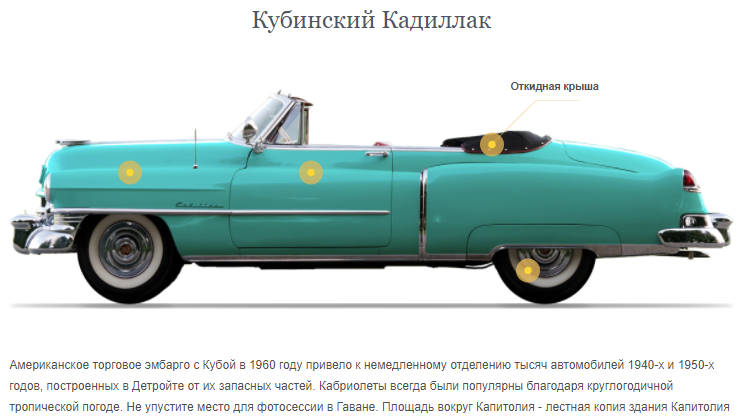 Кубинский Кадиллак
Откидная крыша
Cadillac
Американское торговое эмбарго с Кубой в 1960 году привело к немедленному отделению тысяч автомобилей 1940-х и 1950-х
годов, построенных в Детройте от их запасных частей. Кабриолеты всегда были популярны благодаря круглогодичной
тропической погоде. Не упустите место для фотосессии в Гаване. Площадь вокруг Капитолия - лестная копия здания Капитолия